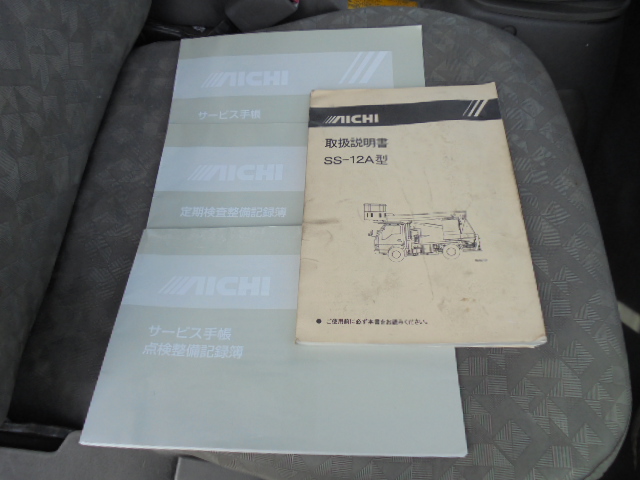 AICHI
サービス手帳
AICHI
定期検査整備記録簿
AICHI
サービス手帳
点検整備記録簿
AICHI
取扱説明書
SS-12A型
● ご使用前に必ず本書をお読みください。